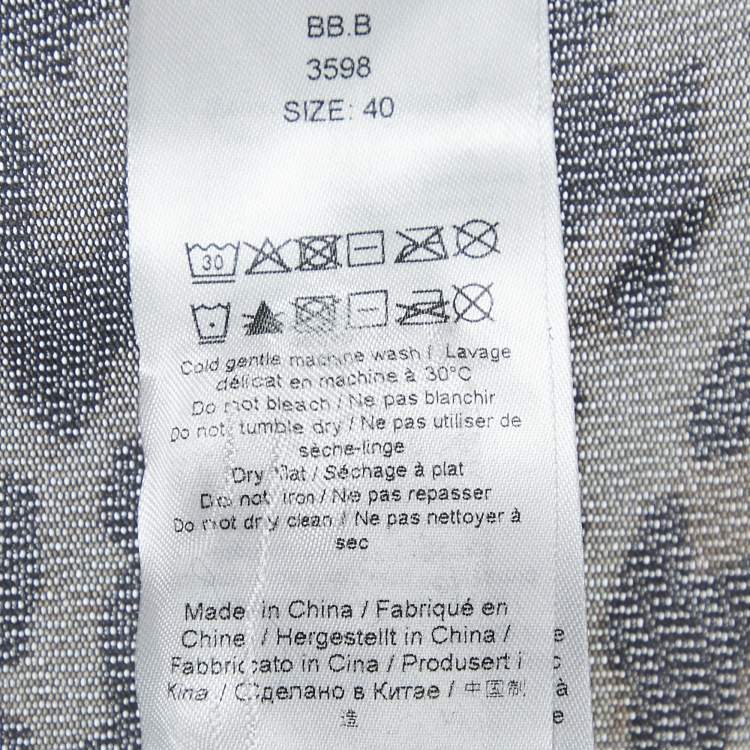 BB.B
3598
SIZE: 40
30
Cold gentle machine wash / Lavage
délicat en machine à 30°C
Do not bleach / Ne pas blanchir
Do not tumble dry / Ne pas utiliser de
sèche-linge
Dry flat / Séchage à plat
Do not iron / Ne pas repasser
Do not dry clean / Ne pas nettoyer à
sec
Made in China / Fabriqué en
Chine / Hergestellt in China /
Fabbricato in Cina / Produsert i
Kina / Сделано в Китае / 中国制
造